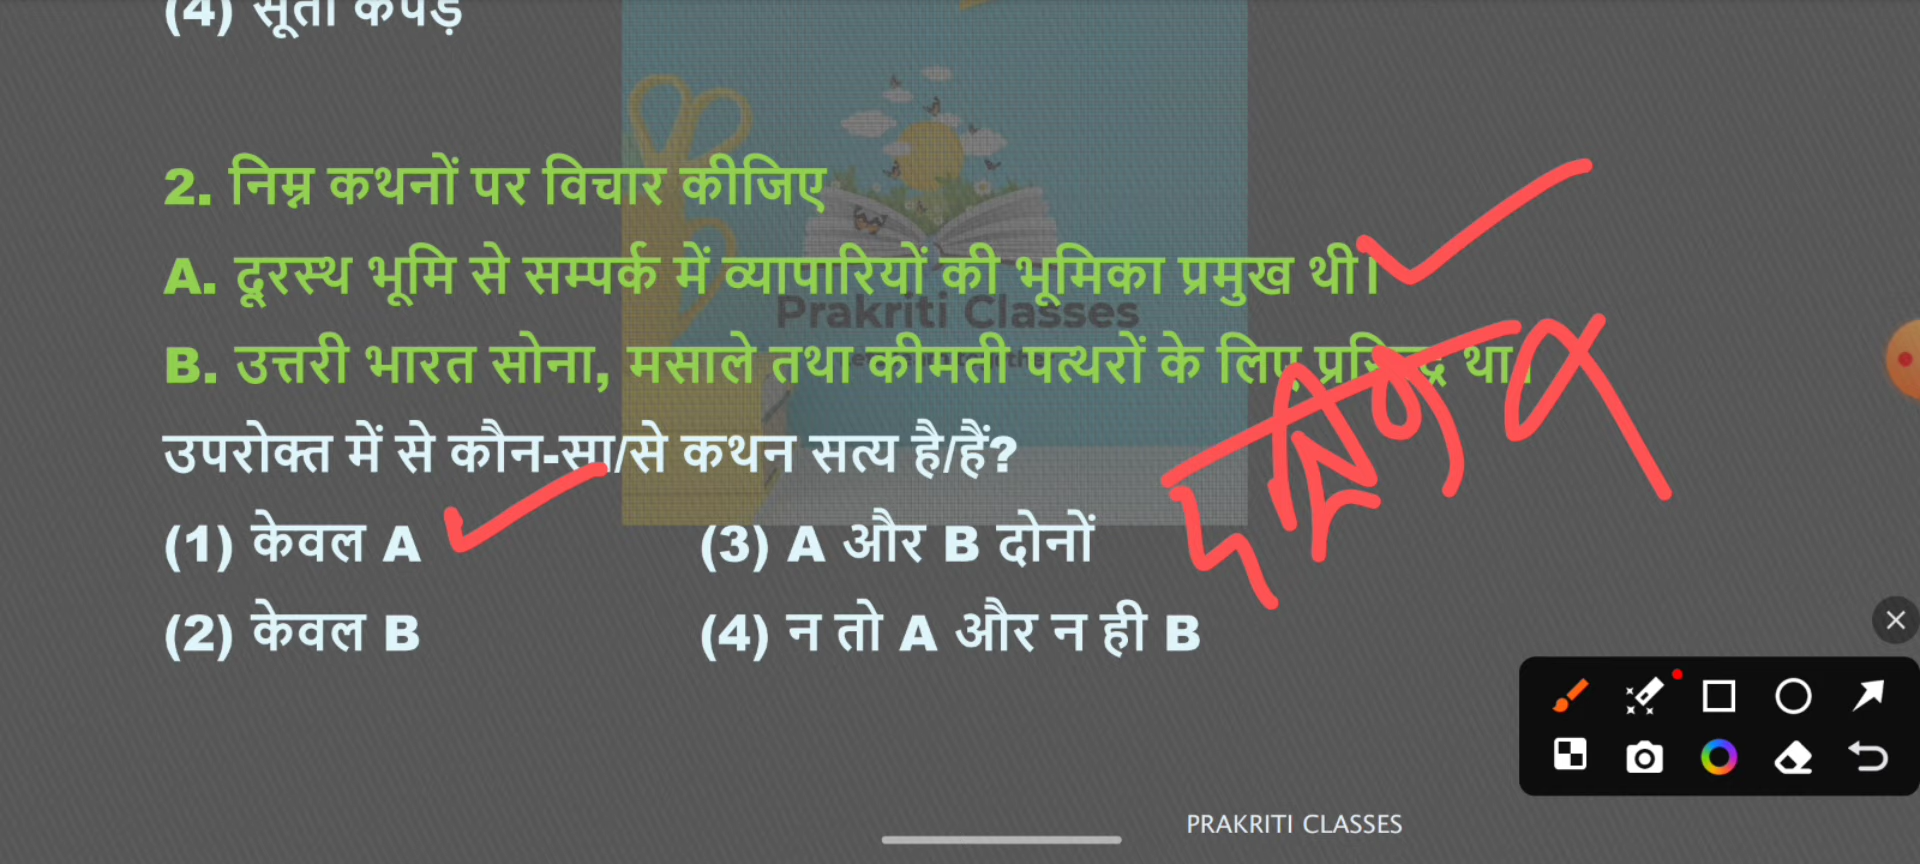 (4) सूती कपड़े
2. निम्न कथनों पर विचार कीजिए
A. दूरस्थ भूमि से सम्पर्क में व्यापारियों की भूमिका प्रमुख थी।
Prakriti Classes
B. उत्तरी भारत सोना, मसाले तथा कीमती पत्थरों के लिए प्रसिद्ध था।
उपरोक्त में से कौन-सा/से कथन सत्य है/हैं?
(1) केवल A (3) A और B दोनों
(2) केवल B (4) न तो A और न ही B
PRAKRITI CLASSES